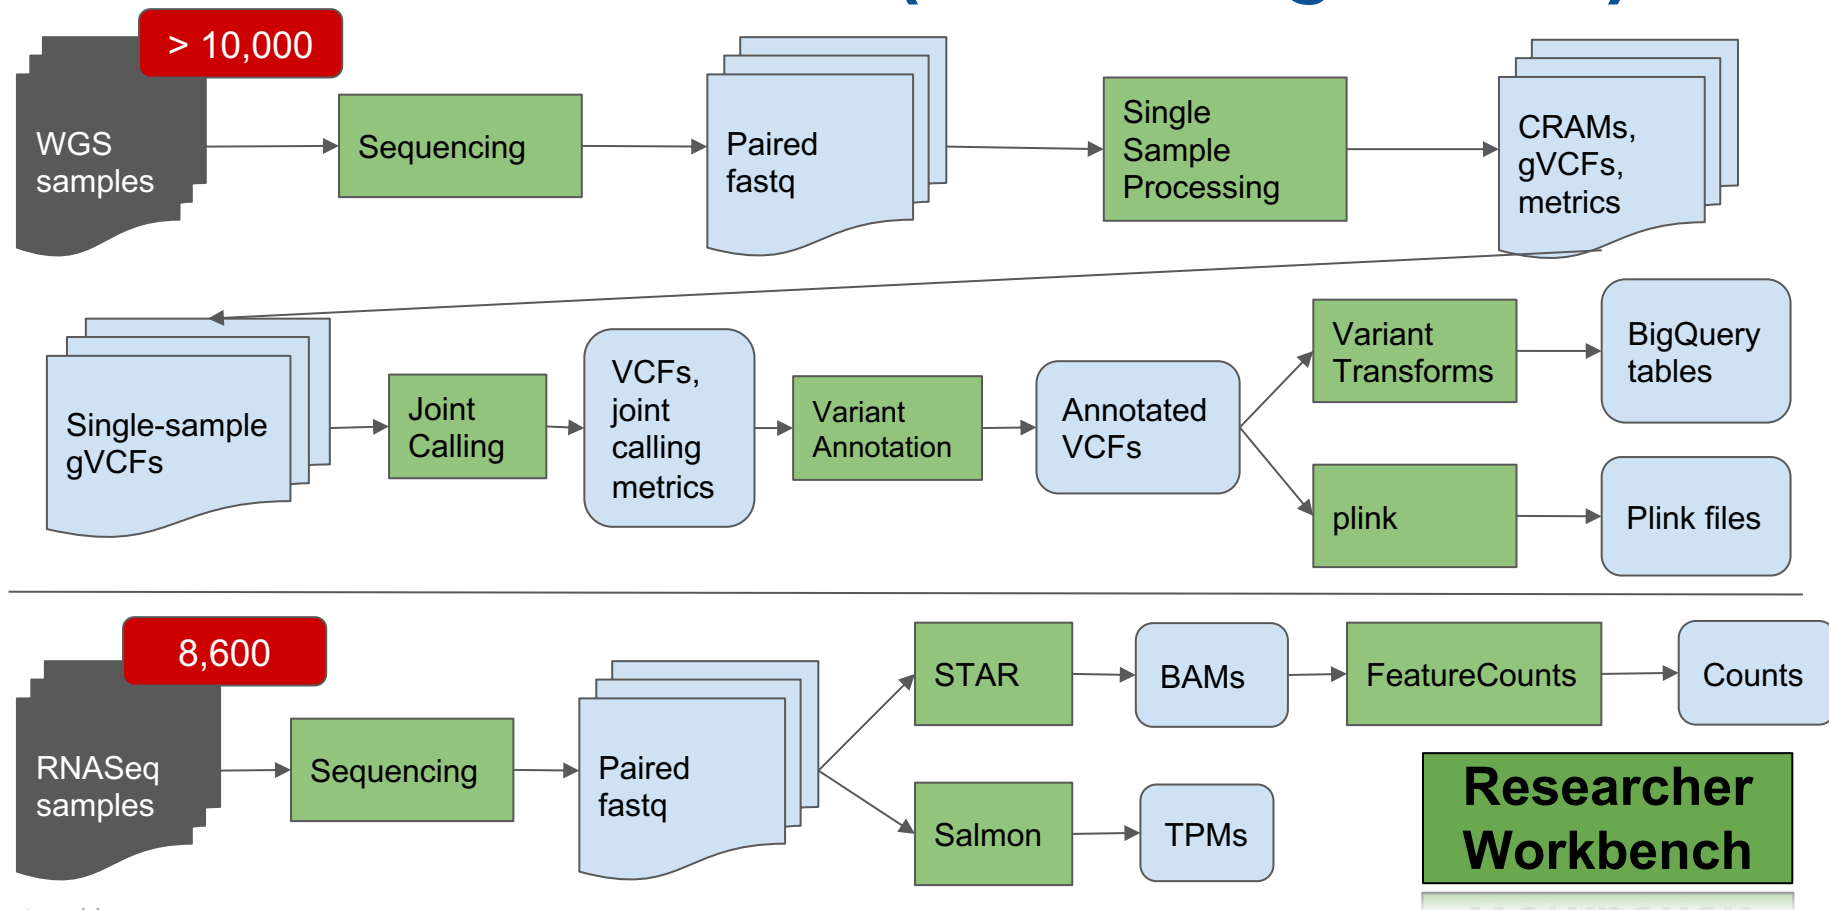 > 10,000
WGS
samples
Sequencing
Paired
fastq
Single
Sample
Processing
CRAMs,
gVCFs,
metrics
Single-sample
gVCFs
Joint
Calling
VCFs,
joint
calling
metrics
Variant
Annotation
Annotated
VCFs
Variant
Transforms
BigQuery
tables
plink
Plink files
8,600
RNASeq
samples
Sequencing
Paired
fastq
STAR
BAMs
FeatureCounts
Counts
Salmon
TPMs
Researcher
Workbench